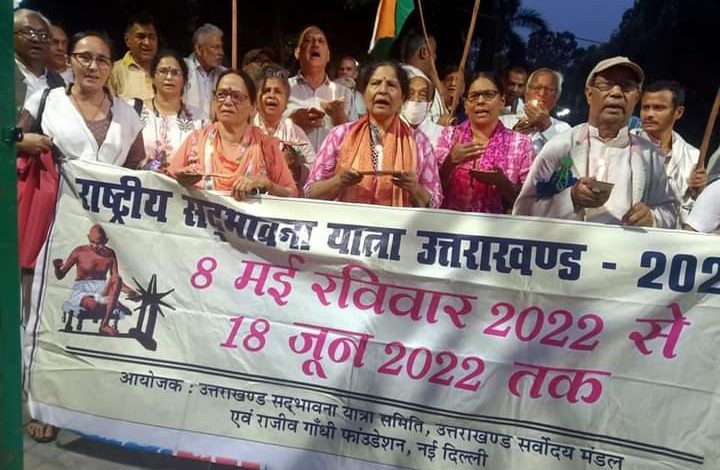 राष्ट्रीय सद्भावना यात्रा उत्तराखण्ड - 202
8 मई रविवार 2022 से
18 जून 2022 तक
आयोजक : उत्तराखण्ड सद्भावना यात्रा समिति, उत्तराखण्ड सर्वोदय मंडल
एवं राजीव गाँधी फांउडेशन, नई दिल्ली